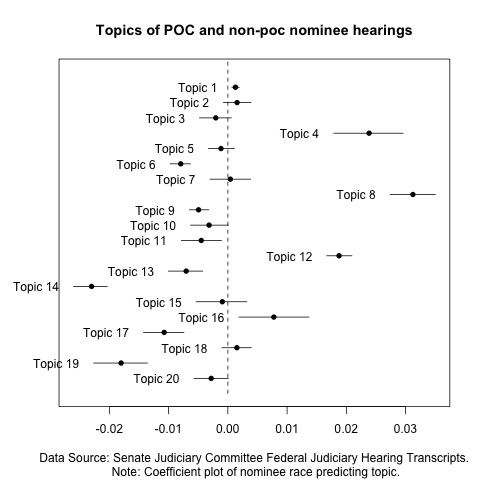 Topics of POC and non-poc nominee hearings
Topic 1
Topic 2
Topic 3
Topic 4
Topic 5
Topic 6
Topic 7
Topic 8
Topic 9
Topic 10
Topic 11
Topic 12
Topic 13
Topic 14
Topic 15
Topic 16
Topic 17
Topic 18
Topic 19
Topic 20
-0.02 -0.01 0.00 0.01 0.02 0.03
Data Source: Senate Judiciary Committee Federal Judiciary Hearing Transcripts.
Note: Coefficient plot of nominee race predicting topic.